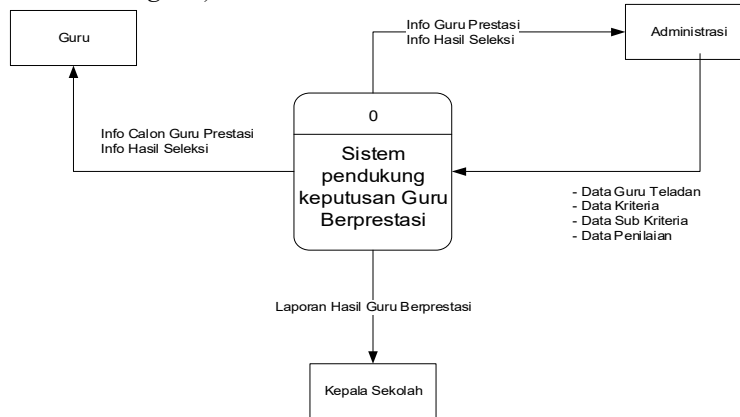 Guru
Info Guru Prestasi
Info Hasil Seleksi
Administrasi
0
Sistem
pendukung
keputusan Guru
Berprestasi
Info Calon Guru Prestasi
Info Hasil Seleksi
- Data Guru Teladan
- Data Kriteria
- Data Sub Kriteria
- Data Penilaian
Laporan Hasil Guru Berprestasi
Kepala Sekolah